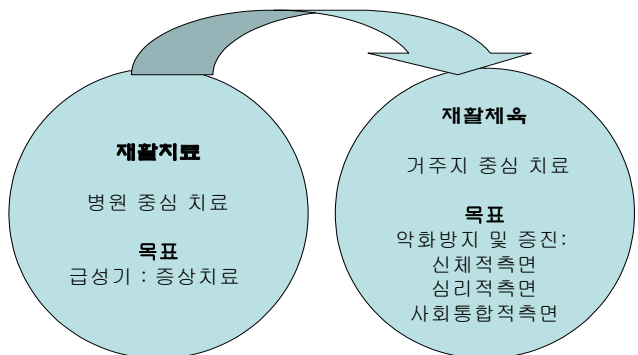 재활치료
병원 중심 치료
목표
급성기 : 증상치료
재활체육
거주지 중심 치료
목표
악화방지 및 증진:
신체적측면
심리적측면
사회통합적측면